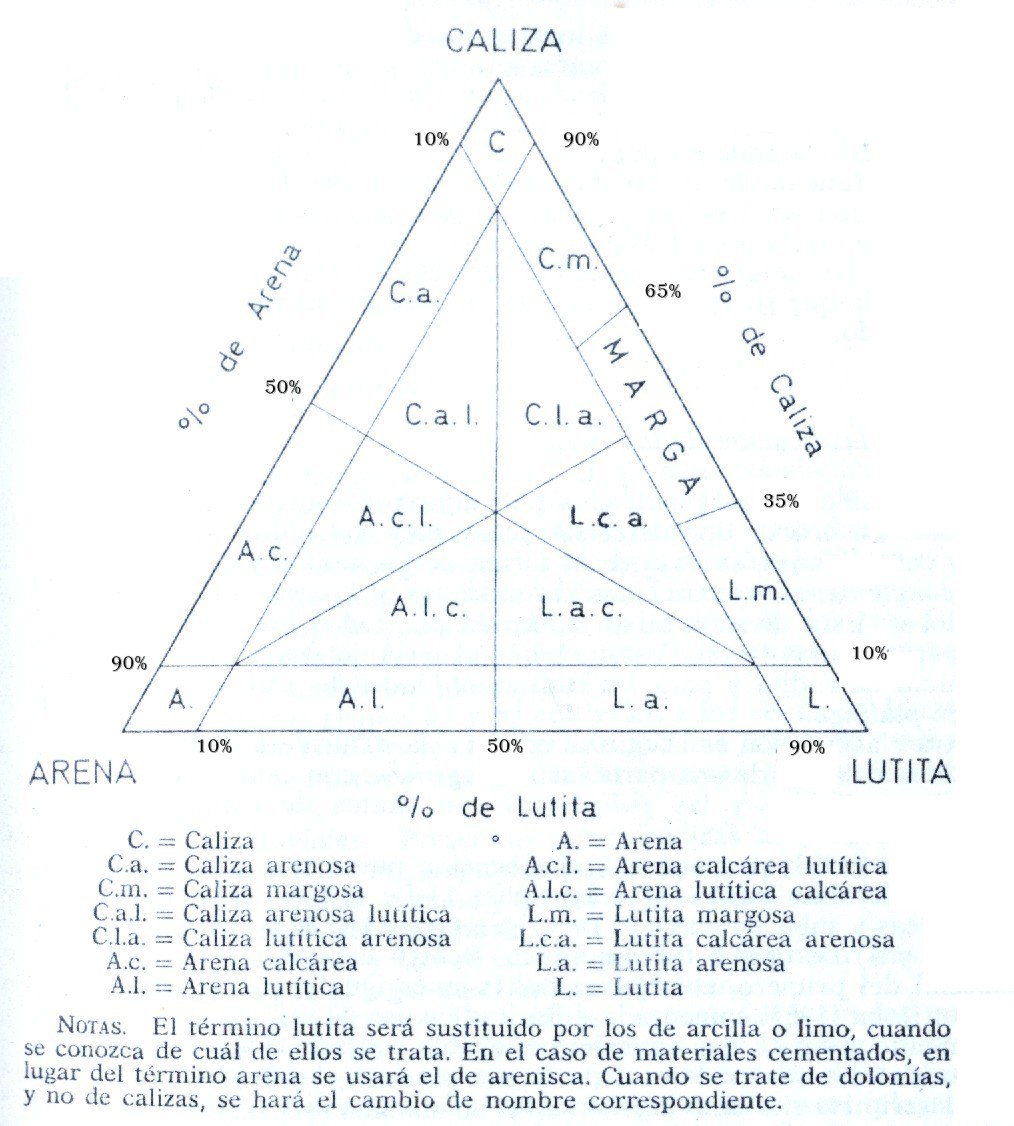 CALIZA
10%
C
90%
C.m.
65%
C.a.
% de Arena
% de Caliza
50%
MARGA
C.a.l.
C.l.a.
35%
A.c.l.
L.c.a
A.c.
L.m.
A.l.c.
L.a.c.
90%
10%
A.
A.l.
L.a.
L.
10%
50%
90%
ARENA
LUTITA
% de Lutita
C. = Caliza
C.a. = Caliza arenosa
C.m. = Caliza margosa
C.a.l. = Caliza arenosa lutítica
C.l.a. = Caliza lutítica arenosa
A.c. = Arena calcárea
A.l. = Arena lutítica
A. = Arena
A.c.l. = Arena calcárea lutítica
A.l.c. = Arena lutítica calcárea
L.m. = Lutita margosa
L.c.a. = Lutita calcárea arenosa
L.a. = Lutita arenosa
L. = Lutita
NOTAS. El término lutita será sustituido por los de arcilla o limo, cuando
se conozca de cuál de ellos se trata. En el caso de materiáles cementados, en
lugar del término arena se usará el de arenisca. Cuando se trate de dolomías,
y no de calizas, se hará el cambio de nombre correspondiente.